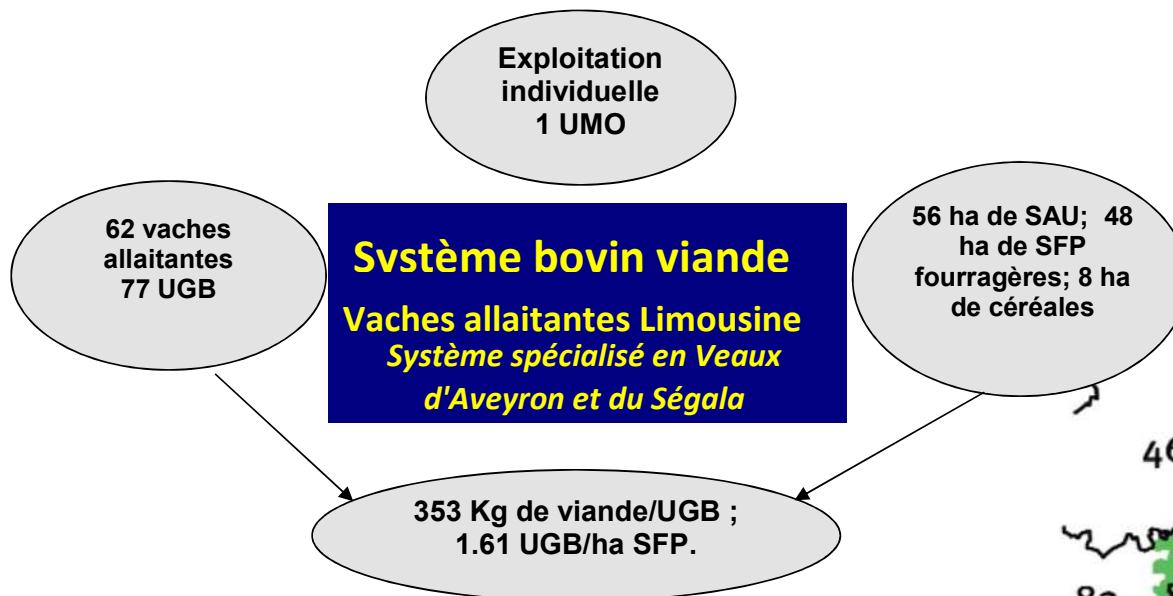 Exploitation
individuelle
1 UMO
62 vaches
allaitantes
77 UGB
Système bovin viande
Vaches allaitantes Limousine
Système spécialisé en Veaux
d'Aveyron et du Ségala
56 ha de SAU; 48
ha de SFP
fourragères; 8 ha
de céréales
353 Kg de viande/UGB ;
1.61 UGB/ha SFP.